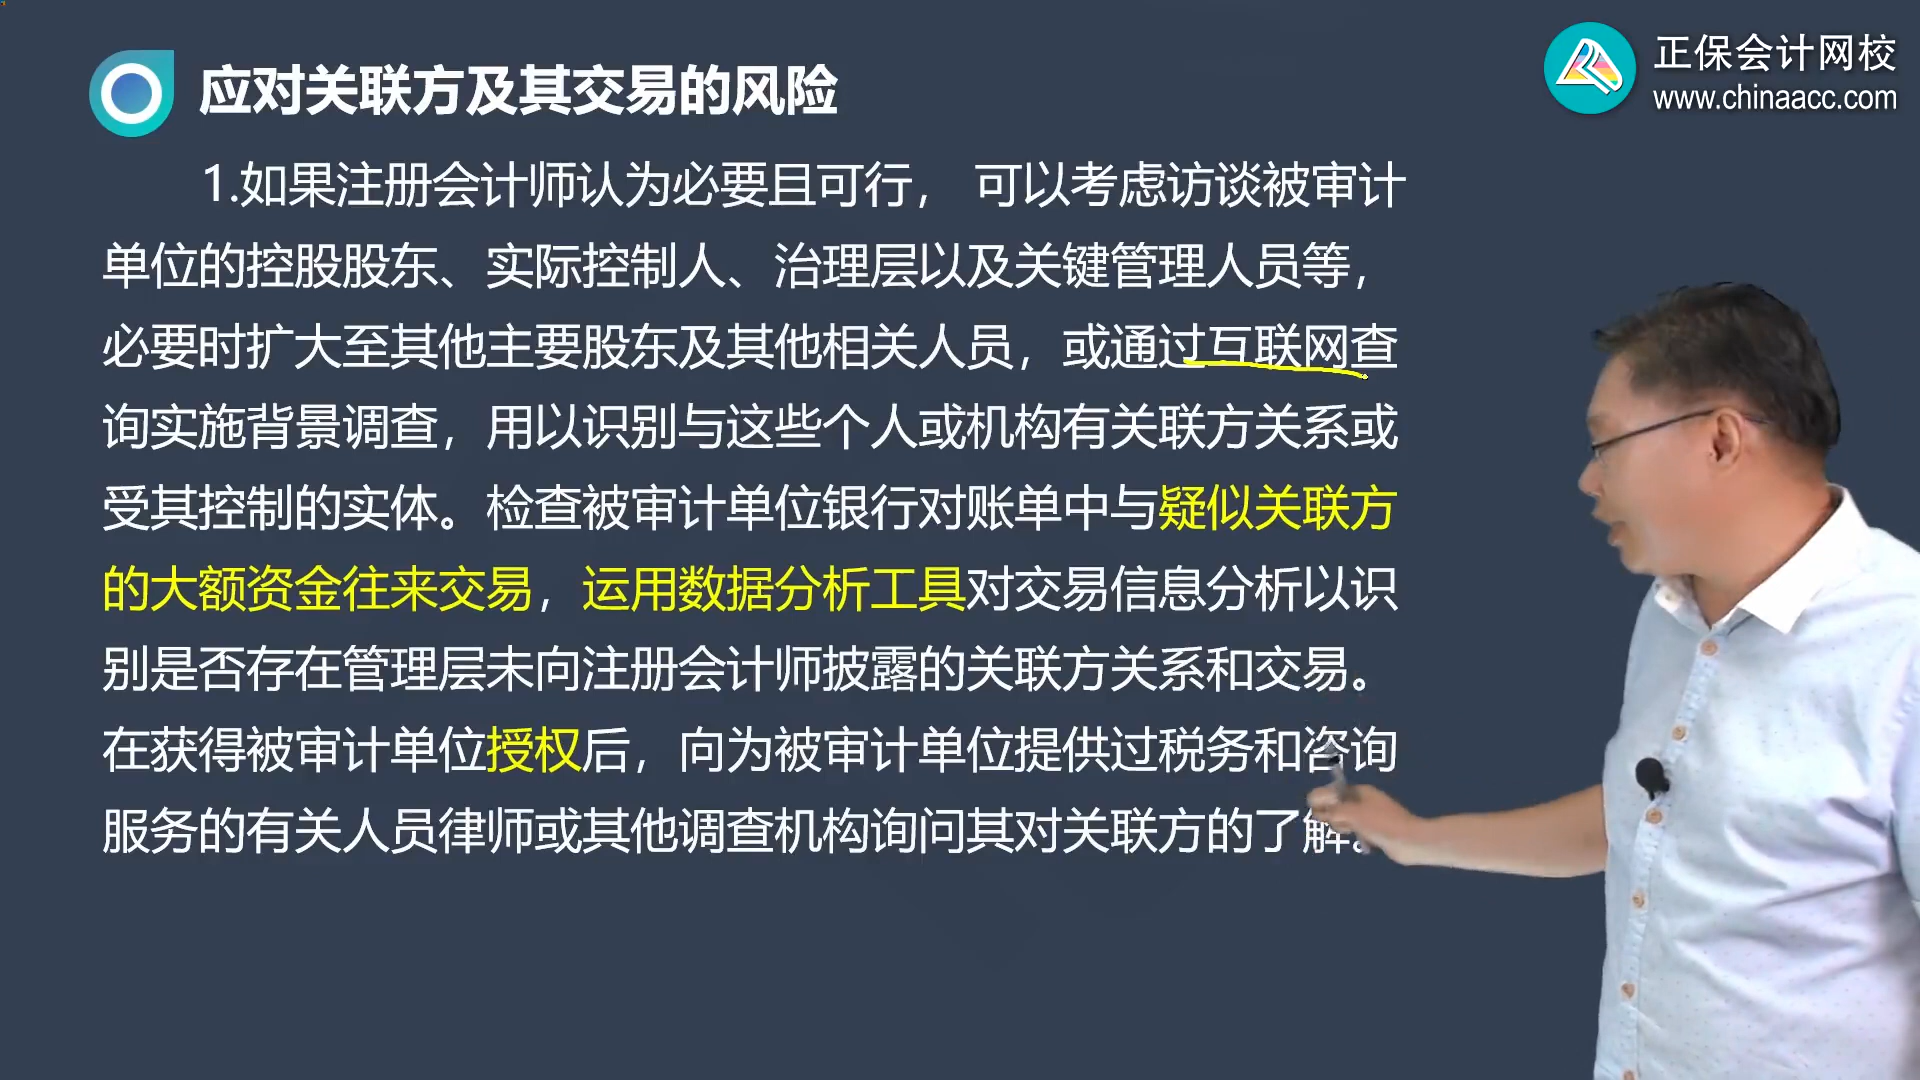 应对关联方及其交易的风险
正保会计网校
www.chinaacc.com
1.如果注册会计师认为必要且可行，可以考虑访谈被审计
单位的控股股东、实际控制人、治理层以及关键管理人员等，
必要时扩大至其他主要股东及其他相关人员，或通过互联网查
询实施背景调查，用以识别与这些个人或机构有关联方关系或
受其控制的实体。检查被审计单位银行对账单中与疑似关联方
的大额资金往来交易，运用数据分析工具对交易信息分析以识
别是否存在管理层未向注册会计师披露的关联方关系和交易。
在获得被审计单位授权后，向为被审计单位提供过税务和咨询
服务的有关人员律师或其他调查机构询问其对关联方的了解。